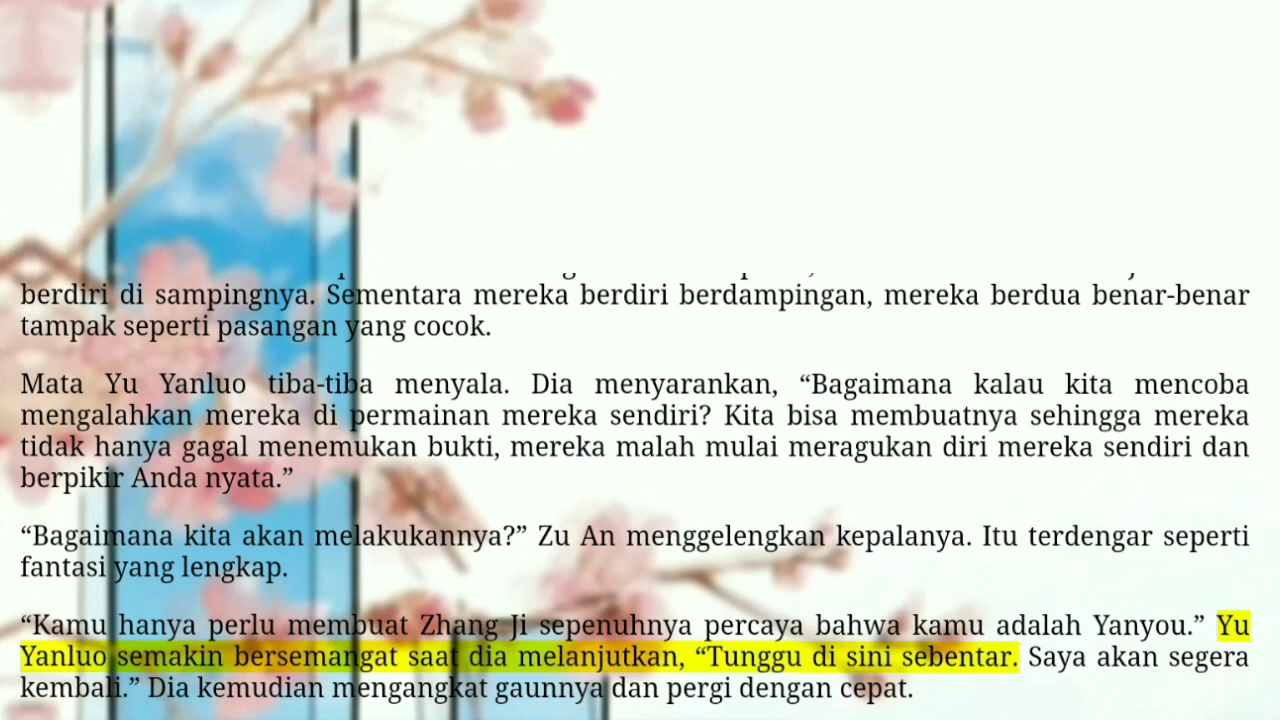 berdiri di sampingnya. Sementara mereka berdiri berdampingan, mereka berdua benar-benar
tampak seperti pasangan yang cocok.
Mata Yu Yanluo tiba-tiba menyala. Dia menyarankan, “Bagaimana kalau kita mencoba
mengalahkan mereka di permainan mereka sendiri? Kita bisa membuatnya sehingga mereka
tidak hanya gagal menemukan bukti, mereka malah mulai meragukan diri mereka sendiri dan
berpikir Anda nyata.”
“Bagaimana kita akan melakukannya?” Zu An menggelengkan kepalanya. Itu terdengar seperti
fantasi yang lengkap.
“Kamu hanya perlu membuat Zhang Ji sepenuhnya percaya bahwa kamu adalah Yanyou.” Yu
Yanluo semakin bersemangat saat dia melanjutkan, “Tunggu di sini sebentar. Saya akan segera
kembali.” Dia kemudian mengangkat gaunnya dan pergi dengan cepat.